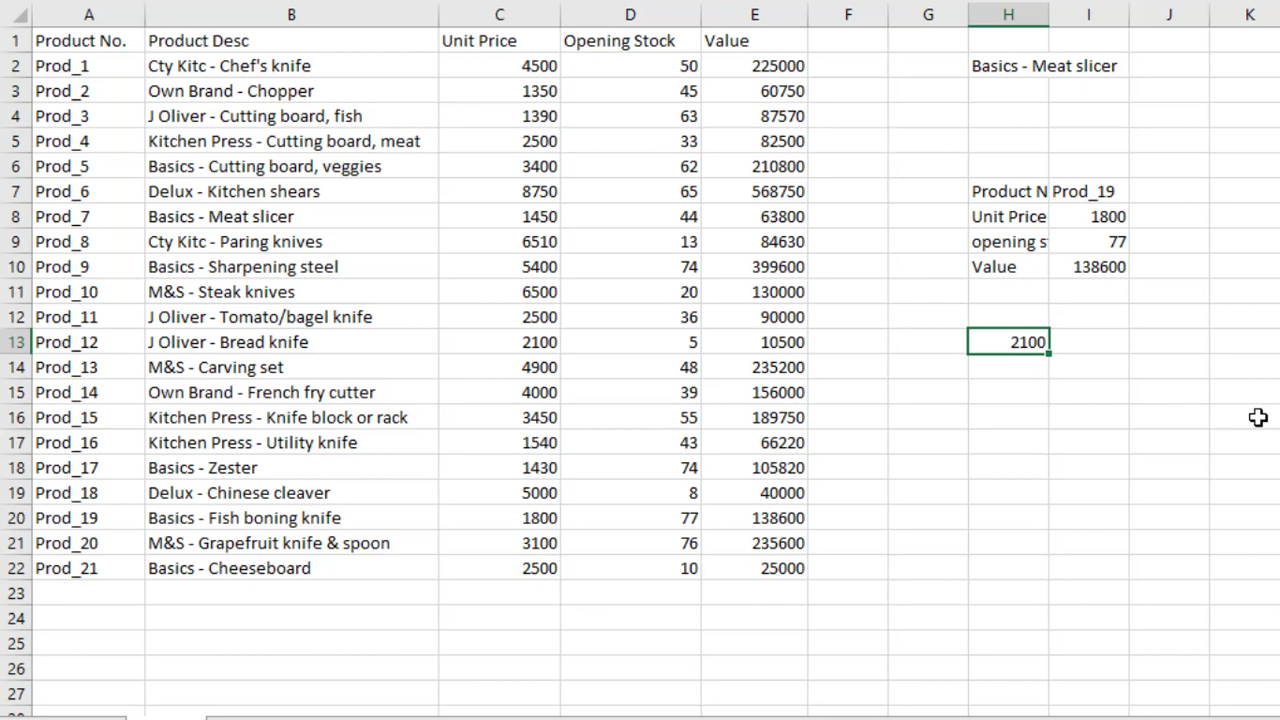 A B C D E F G H I J K
1 Product No. Product Desc Unit Price Opening Stock Value
2 Prod_1 Cty Kitc - Chef's knife 4500 50 225000 Basics - Meat slicer
3 Prod_2 Own Brand - Chopper 1350 45 60750
4 Prod_3 J Oliver - Cutting board, fish 1390 63 87570
5 Prod_4 Kitchen Press - Cutting board, meat 2500 33 82500
6 Prod_5 Basics - Cutting board, veggies 3400 62 210800
7 Prod_6 Delux - Kitchen shears 8750 65 568750 Product N Prod_19
8 Prod_7 Basics - Meat slicer 1450 44 63800 Unit Price 1800
9 Prod_8 Cty Kitc - Paring knives 6510 13 84630 opening s 77
10 Prod_9 Basics - Sharpening steel 5400 74 399600 Value 138600
11 Prod_10 M&S - Steak knives 6500 20 130000
12 Prod_11 J Oliver - Tomato/bagel knife 2500 36 90000
13 Prod_12 J Oliver - Bread knife 2100 5 10500 2100
14 Prod_13 M&S - Carving set 4900 48 235200
15 Prod_14 Own Brand - French fry cutter 4000 39 156000
16 Prod_15 Kitchen Press - Knife block or rack 3450 55 189750
17 Prod_16 Kitchen Press - Utility knife 1540 43 66220
18 Prod_17 Basics - Zester 1430 74 105820
19 Prod_18 Delux - Chinese cleaver 5000 8 40000
20 Prod_19 Basics - Fish boning knife 1800 77 138600
21 Prod_20 M&S - Grapefruit knife & spoon 3100 76 235600
22 Prod_21 Basics - Cheeseboard 2500 10 25000
23
24
25
26
27